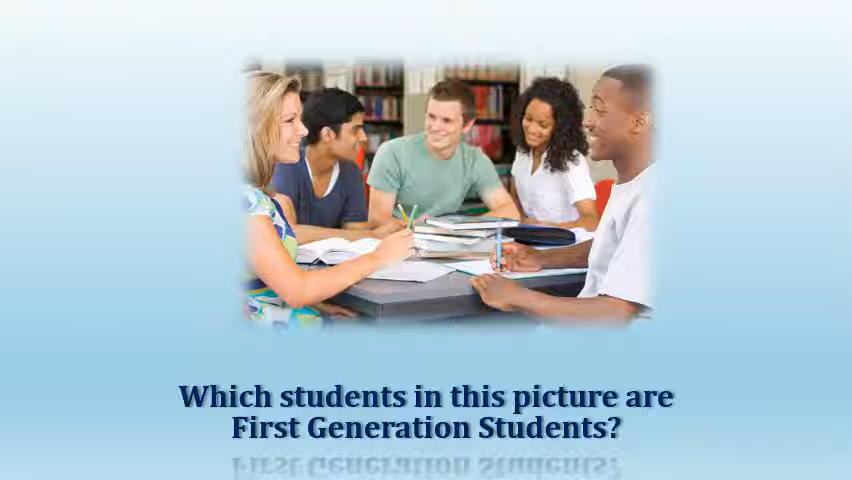 Which students in this picture are
First Generation Students?